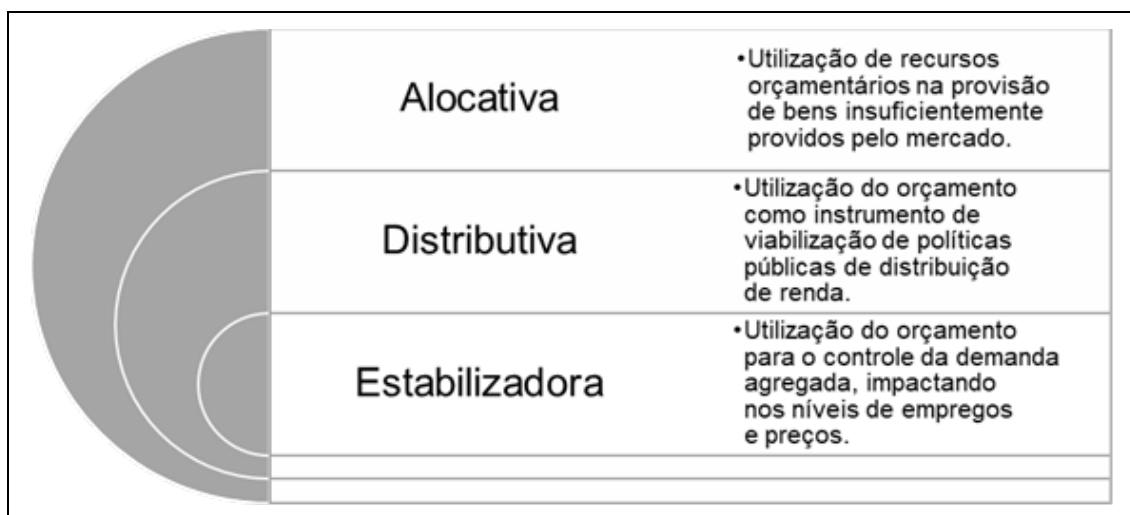 Alocativa
•Utilização de recursos
orçamentários na provisão
de bens insuficientemente
providos pelo mercado.
Distributiva
•Utilização do orçamento
como instrumento de
viabilização de políticas
públicas de distribuição
de renda.
Estabilizadora
•Utilização do orçamento
para o controle da demanda
agregada, impactando
nos níveis de empregos
e preços.